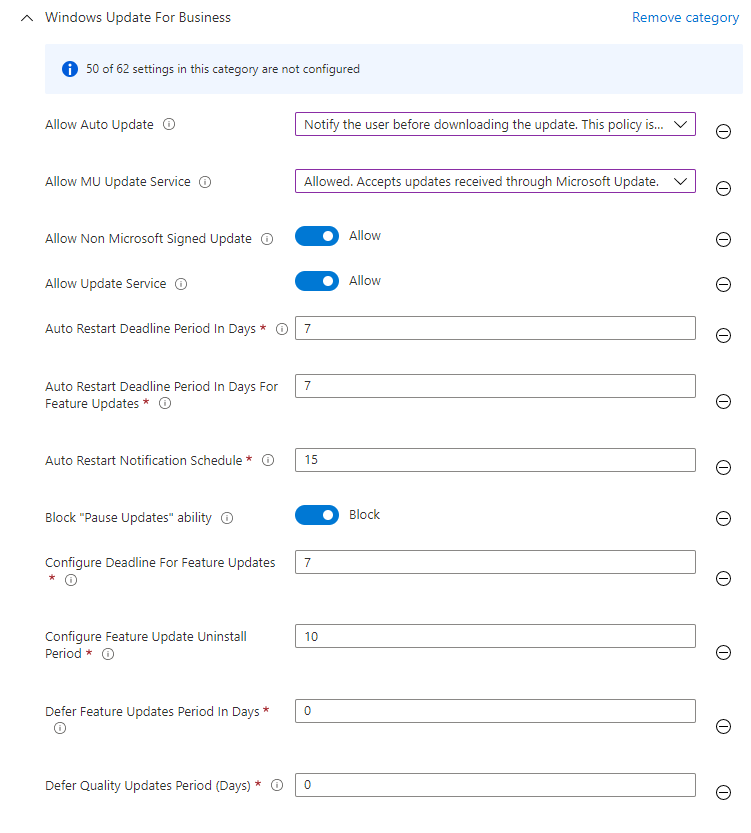 Windows Update For Business
Remove category
50 of 62 settings in this category are not configured
Allow Auto Update
Notify the user before downloading the update. This policy is...
Allow MU Update Service
Allowed. Accepts updates received through Microsoft Update.
Allow Non Microsoft Signed Update
Allow
Allow Update Service
Allow
Auto Restart Deadline Period In Days *
7
Auto Restart Deadline Period In Days For
Feature Updates *
7
Auto Restart Notification Schedule *
15
Block "Pause Updates" ability
Block
Configure Deadline For Feature Updates
*
7
Configure Feature Update Uninstall
Period *
10
Defer Feature Updates Period In Days *
0
Defer Quality Updates Period (Days) *
0